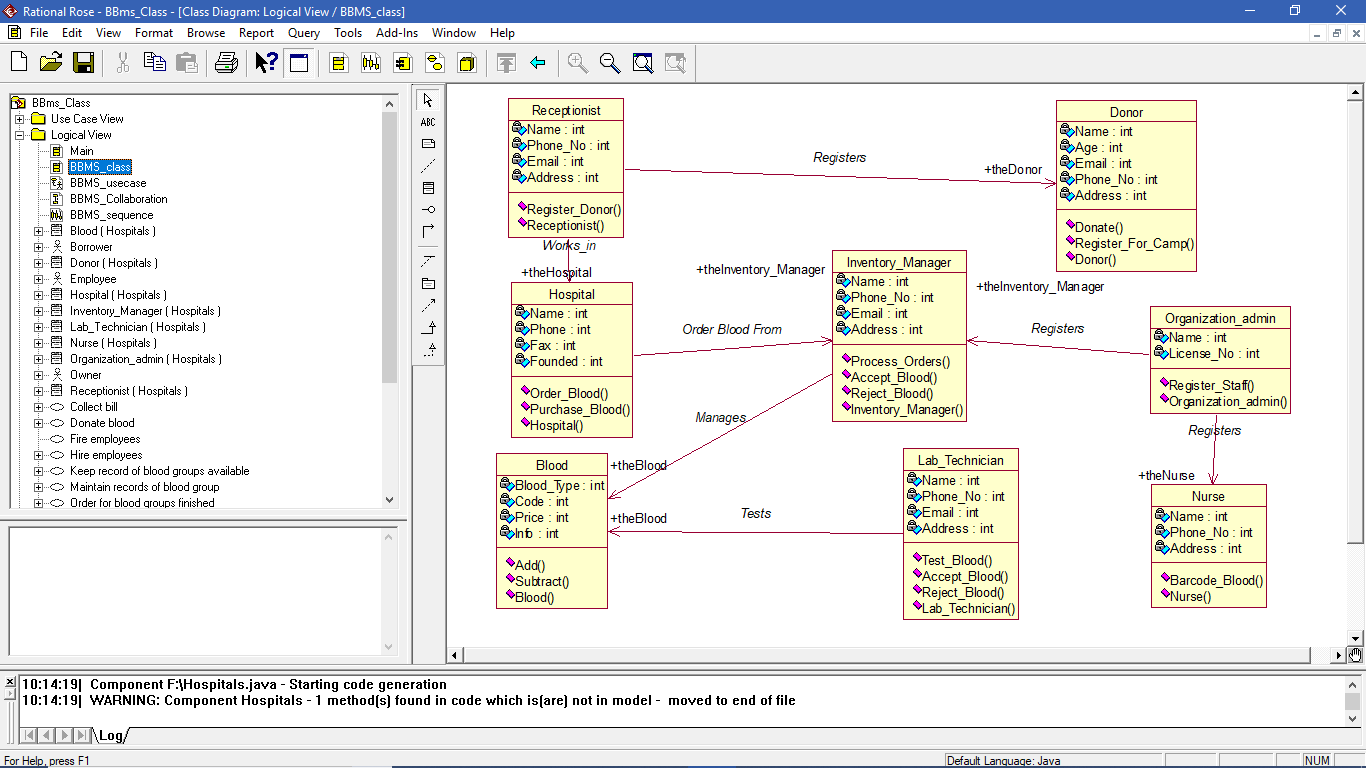 Rational Rose - BBms_Class - [Class Diagram: Logical View / BBMS_class]
File Edit View Format Browse Report Query Tools Add-Ins Window Help
BBms_Class
Use Case View
Logical View
Main
BBMS_class
BBMS_usecase
BBMS_Collaboration
BBMS_sequence
Blood ( Hospitals )
Borrower
Donor ( Hospitals )
Employee
Hospital ( Hospitals )
Inventory_Manager ( Hospitals )
Lab_Technician ( Hospitals )
Nurse ( Hospitals )
Organization_admin ( Hospitals )
Owner
Receptionist ( Hospitals )
Collect bill
Donate blood
Fire employees
Hire employees
Keep record of blood groups available
Maintain records of blood group
Order for blood groups finished
ABC
Receptionist
Name : int
Phone_No : int
Email : int
Address : int
Register_Donor()
Receptionist()
Registers
+theDonor
Donor
Name : int
Age : int
Email : int
Phone_No : int
Address : int
Donate()
Register_For_Camp()
Donor()
Works_in
+theHospital
Hospital
Name : int
Phone : int
Fax : int
Founded : int
Order_Blood()
Purchase_Blood()
Hospital()
Order Blood From
+theInventory_Manager
Inventory_Manager
Name : int
Phone_No : int
Email : int
Address : int
Process_Orders()
Accept_Blood()
Reject_Blood()
Inventory_Manager()
+theInventory_Manager
Registers
Organization_admin
Name : int
License_No : int
Register_Staff()
Organization_admin()
Registers
+theNurse
Nurse
Name : int
Phone_No : int
Address : int
Barcode_Blood()
Nurse()
Manages
+theBlood
Blood
Blood_Type : int
Code : int
Price : int
Info : int
Add()
Subtract()
Blood()
+theBlood
Tests
Lab_Technician
Name : int
Phone_No : int
Email : int
Address : int
Test_Blood()
Accept_Blood()
Reject_Blood()
Lab_Technician()
10:14:19| Component F:\Hospitals.java - Starting code generation
10:14:19| WARNING: Component Hospitals - 1 method(s) found in code which is(are) not in model - moved to end of file
Log
For Help, press F1
Default Language: Java
NUM